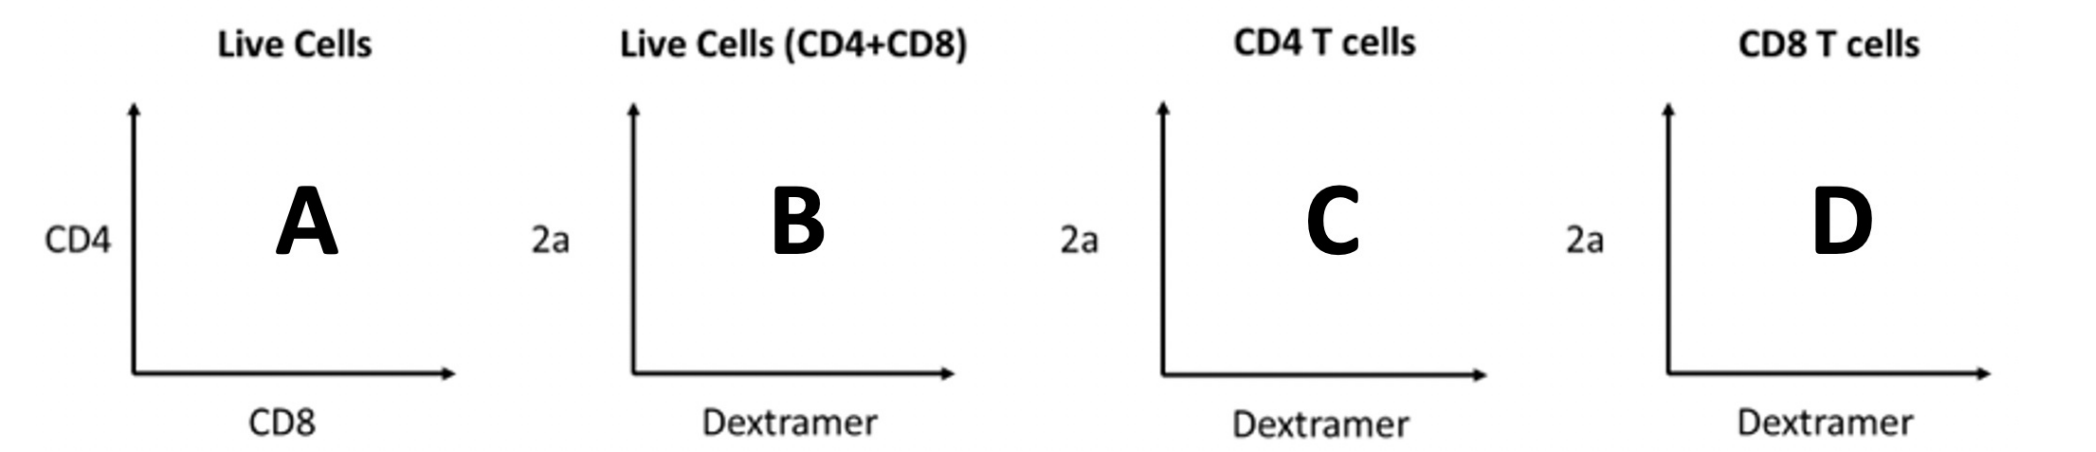 Live Cells
Live Cells (CD4+CD8)
CD4 T cells
CD8 T cells
A
B
C
D
CD4
2a
2a
2a
CD8
Dextramer
Dextramer
Dextramer